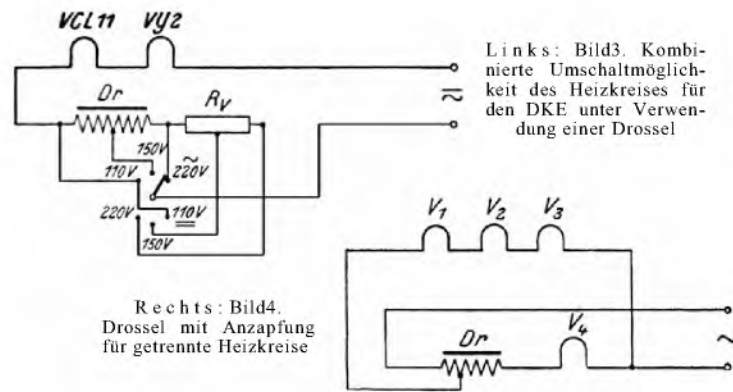 VCL11 VY2
Links: Bild3. Kombi-
nierte Umschaltmöglich-
keit des Heizkreises für
den DKE unter Verwen-
dung einer Drossel
Dr
RV
150V
110V
220V
220V
110V
150V
V1 V2 V3
Rechts: Bild4.
Drossel mit Anzapfung
für getrennte Heizkreise
Dr
V4